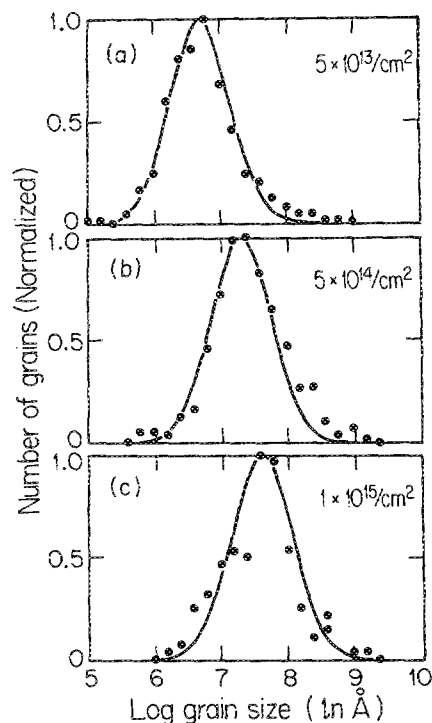 1.0
(a)
5×10¹³/cm²
0.5
0
1.0
(b)
5×10¹⁴/cm²
0.5
0
1.0
(c)
1×10¹⁵/cm²
0.5
0
5 6 7 8 9 10
Log grain size (ln Å)
Number of grains (Normalized)